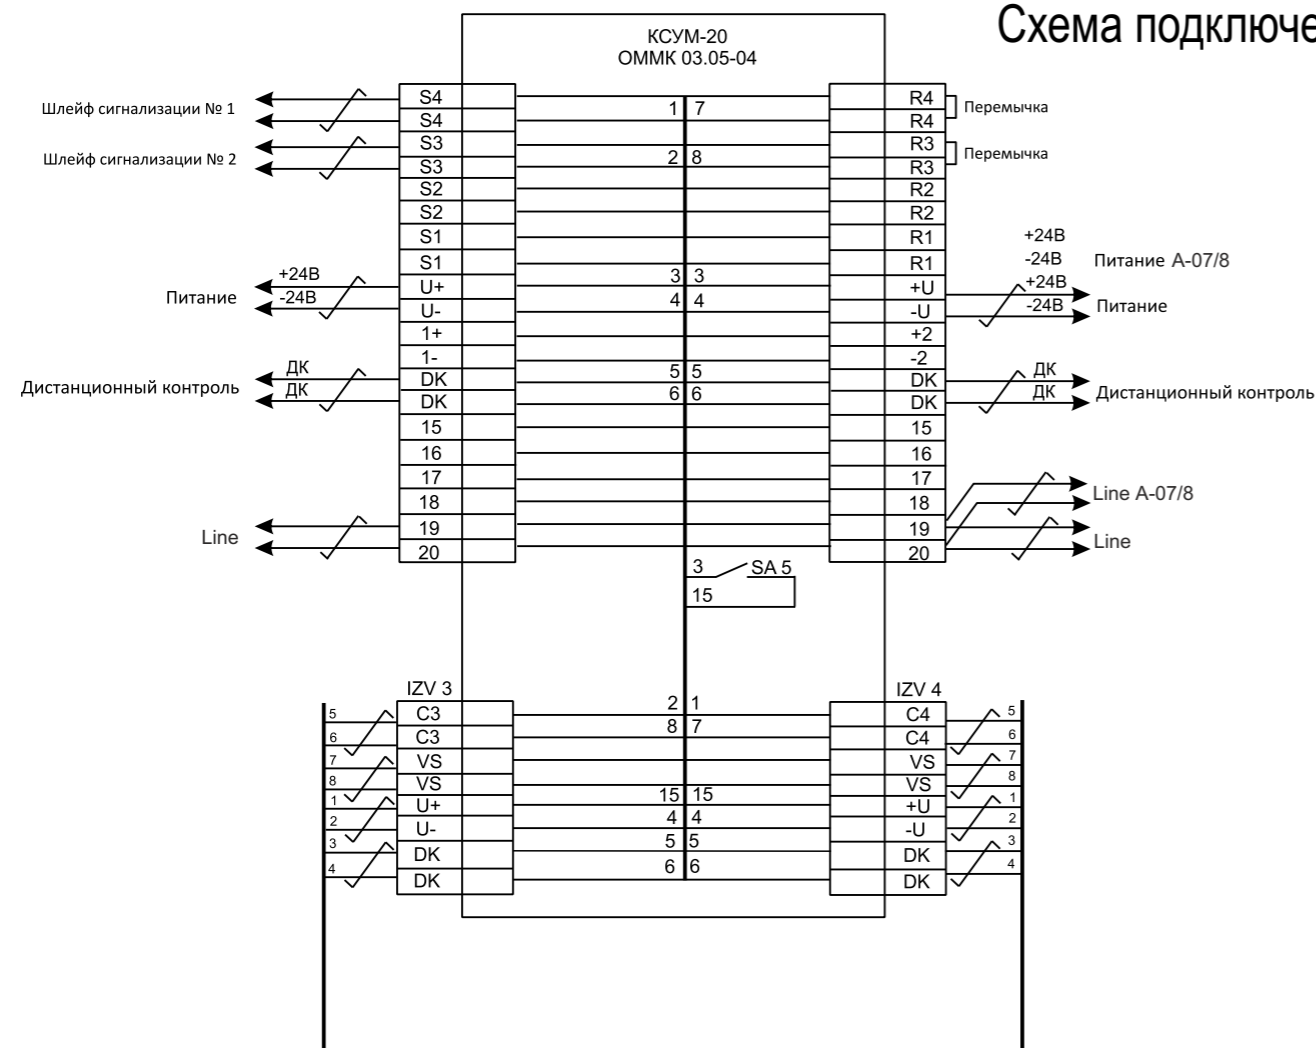 Схема подключе
КСУМ-20
ОММК 03.05-04
Шлейф сигнализации № 1
S4
1 7
R4
Перемычка
S4
R4
Шлейф сигнализации № 2
S3
2 8
R3
Перемычка
S3
R3
S2
R2
S2
R2
S1
R1
+24В
S1
R1
-24В
Питание А-07/8
+24В
U+
3 3
+U
+24В
Питание
-24В
U-
4 4
-U
-24В
Питание
1+
+2
1-
-2
Дистанционный контроль
ДК
DK
5 5
DK
ДК
Дистанционный контроль
ДК
DK
6 6
DK
ДК
15
15
16
16
17
17
Line A-07/8
18
18
Line
19
19
Line
20
20
3
SA 5
15
IZV 3
2 1
IZV 4
5
C3
C4
5
6
C3
8 7
C4
6
7
VS
VS
7
8
VS
VS
8
1
U+
15 15
+U
1
2
U-
4 4
-U
2
3
DK
5 5
DK
3
4
DK
6 6
DK
4